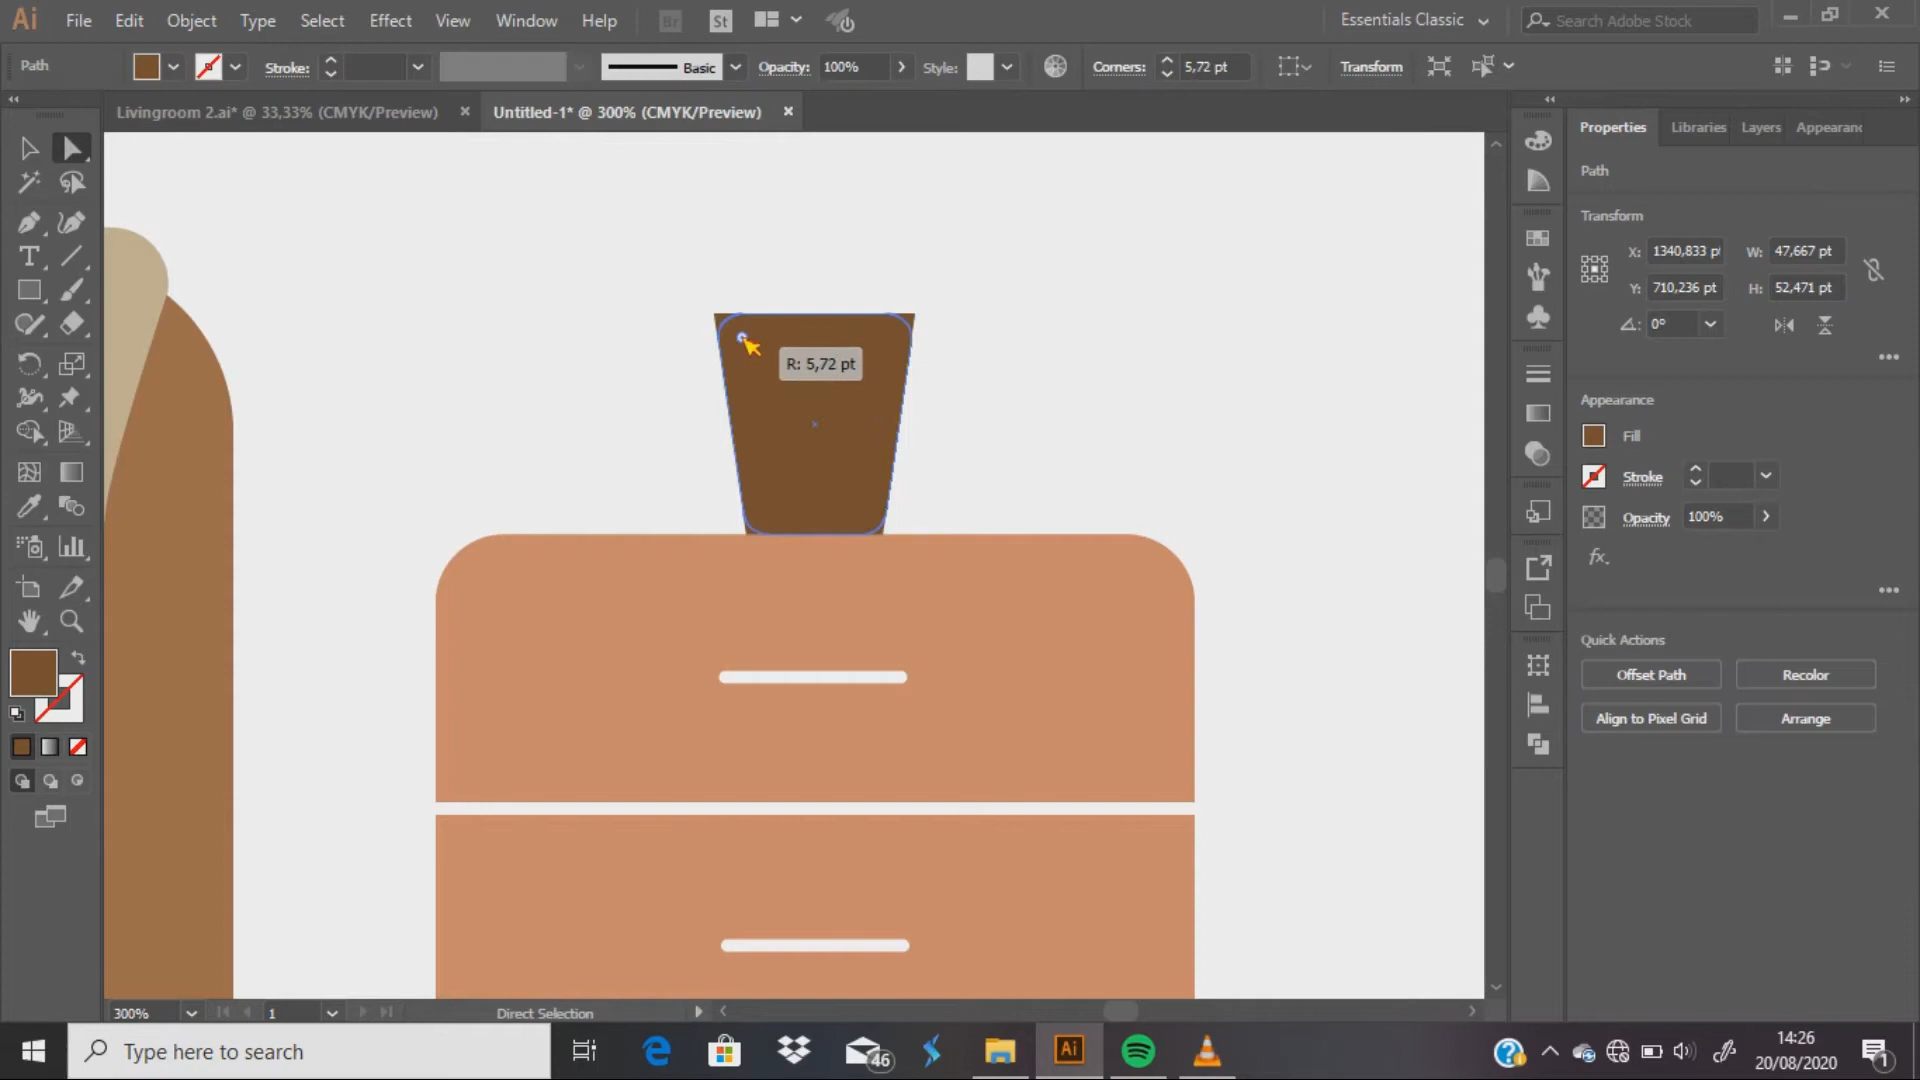 Ai File Edit Object Type Select Effect View Window Help Br St Essentials Classic Search Adobe Stock
Path Stroke: Basic Opacity: 100% Style: Corners: 5,72 pt Transform
Livingroom 2.ai* @ 33,33% (CMYK/Preview) Untitled-1* @ 300% (CMYK/Preview)
Properties Libraries Layers Appearanc
Path
Transform
X: 1340,833 pt W: 47,667 pt
Y: 710,236 pt H: 52,471 pt
0°
R: 5,72 pt
Appearance
Fill
Stroke
Opacity 100%
fx.
Quick Actions
Offset Path Recolor
Align to Pixel Grid Arrange
300% 1 Direct Selection
Type here to search
46
Ai
14:26
20/08/2020
1